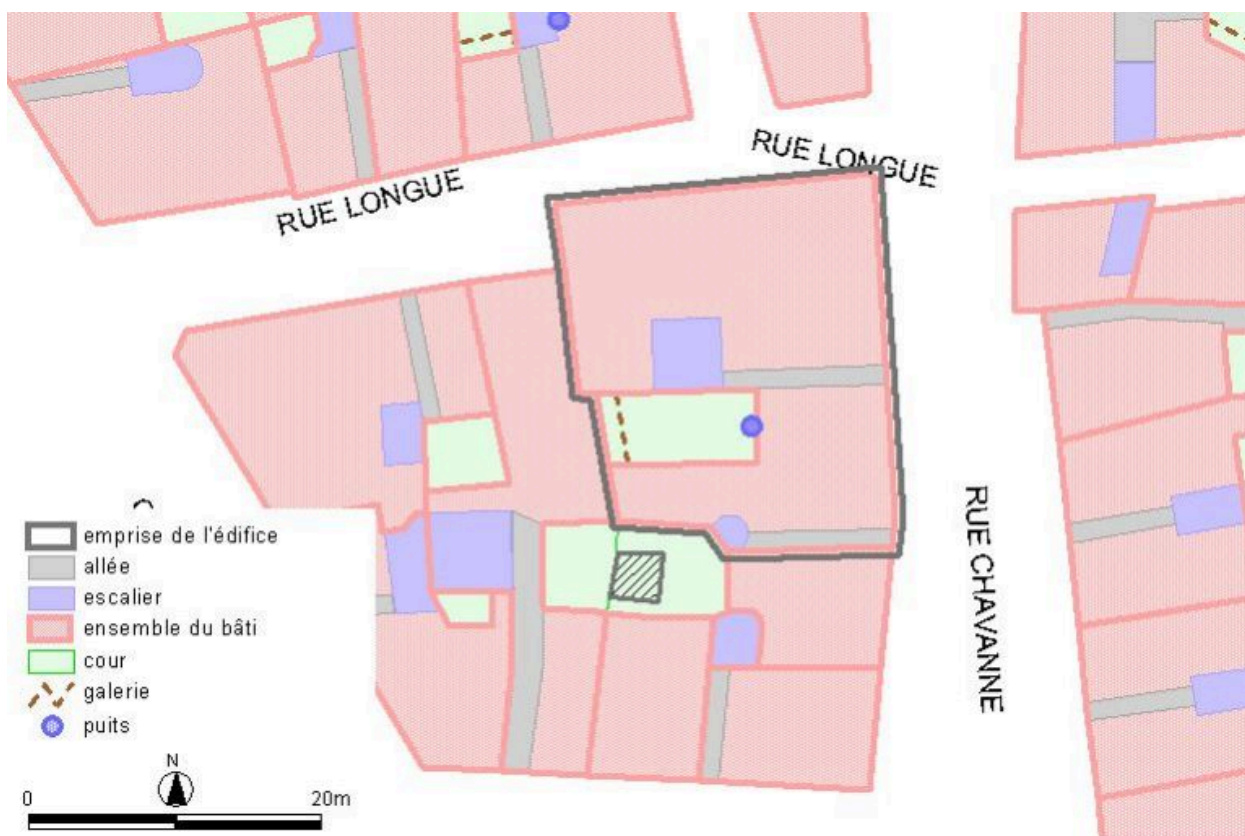 RUE LONGUE
RUE LONGUE
RUE CHAVANNE
emprise de l'édifice
allée
escalier
ensemble du bâti
cour
galerie
puits
N
0 20m